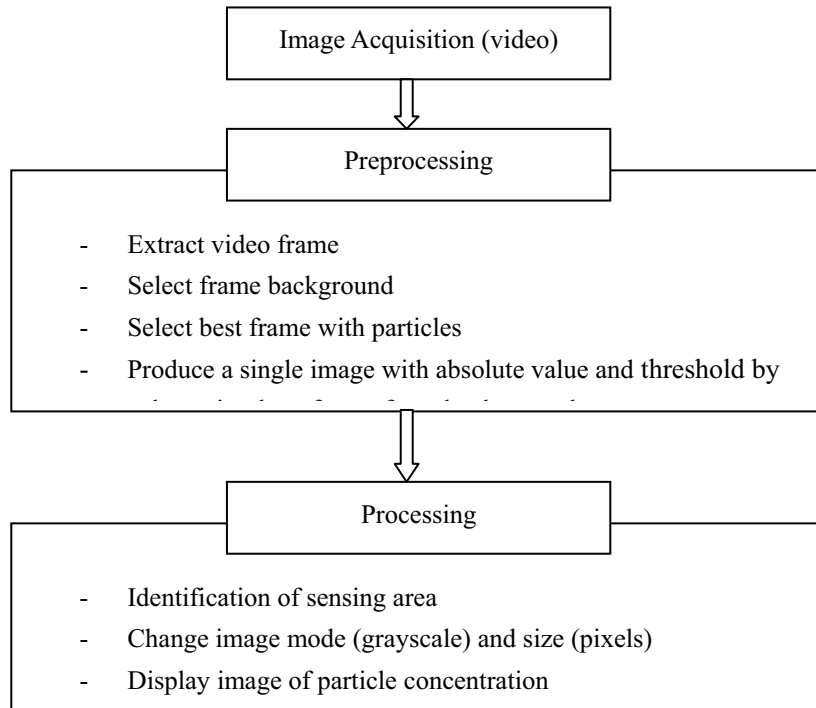 Image Acquisition (video)
Preprocessing
- Extract video frame
- Select frame background
- Select best frame with particles
- Produce a single image with absolute value and threshold by
Processing
- Identification of sensing area
- Change image mode (grayscale) and size (pixels)
- Display image of particle concentration